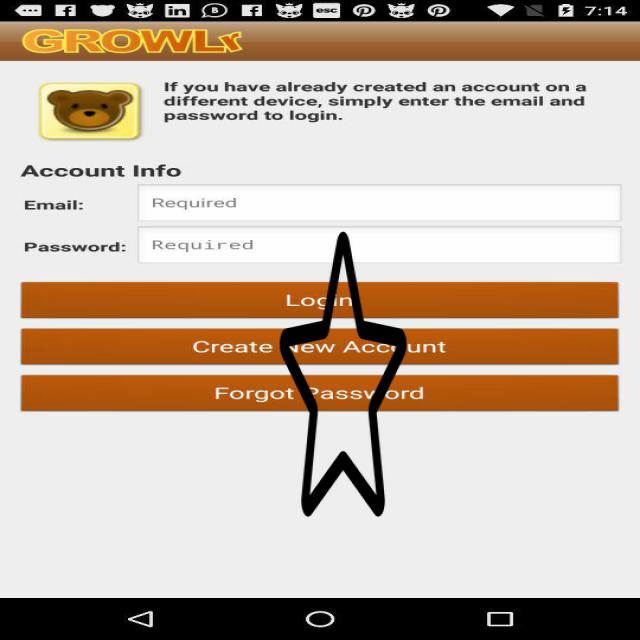 esc 7:14
GROWLr
If you have already created an account on a
different device, simply enter the email and
password to login.
Account Info
Email: Required
Password: Required
Login
Create New Account
Forgot Password